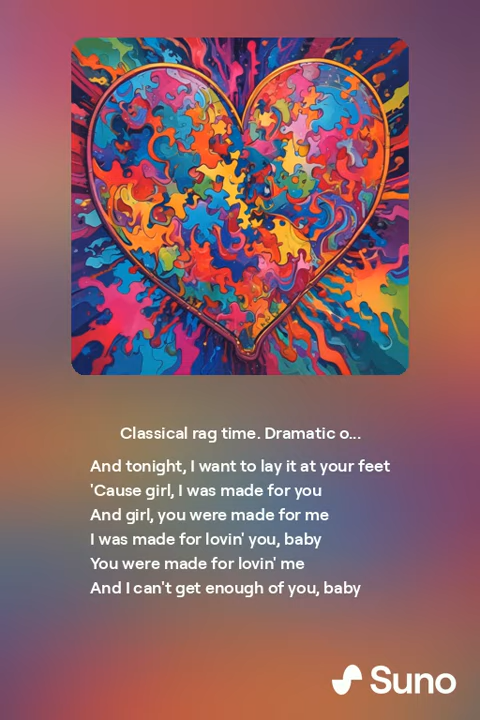 Classical rag time. Dramatic o...
And tonight, I want to lay it at your feet
'Cause girl, I was made for you
And girl, you were made for me
I was made for lovin' you, baby
You were made for lovin' me
And I can't get enough of you, baby
Suno